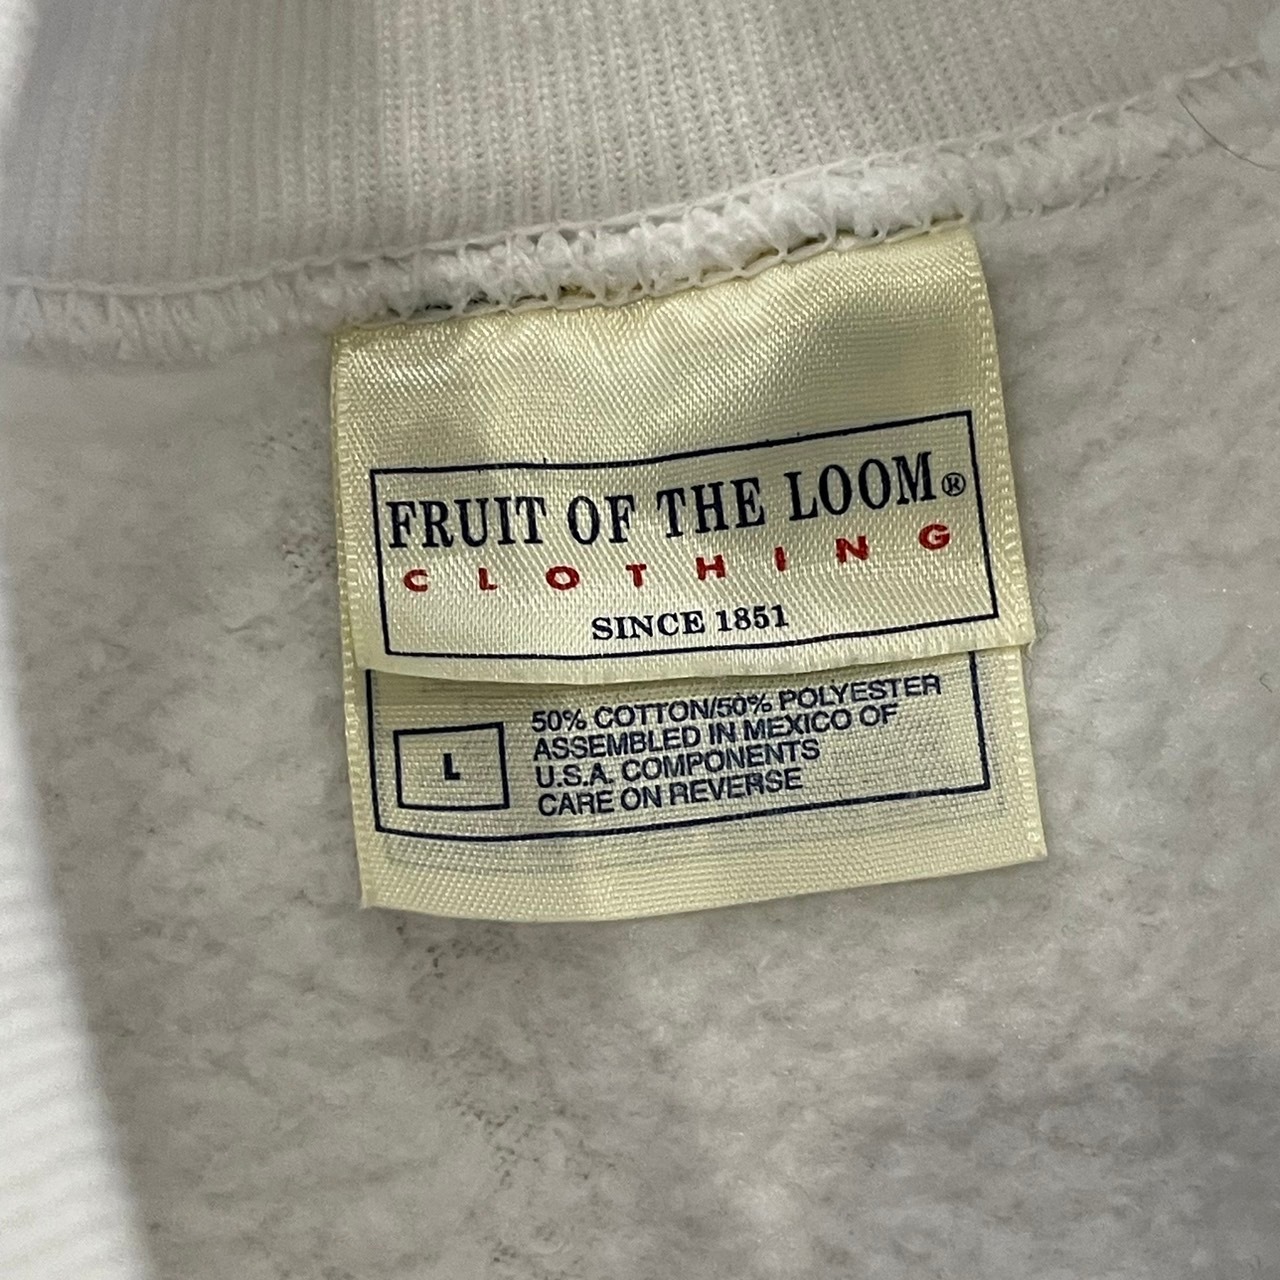 FRUIT OF THE LOOM®
CLOTHING
SINCE 1851
L
50% COTTON/50% POLYESTER
ASSEMBLED IN MEXICO OF
U.S.A. COMPONENTS
CARE ON REVERSE